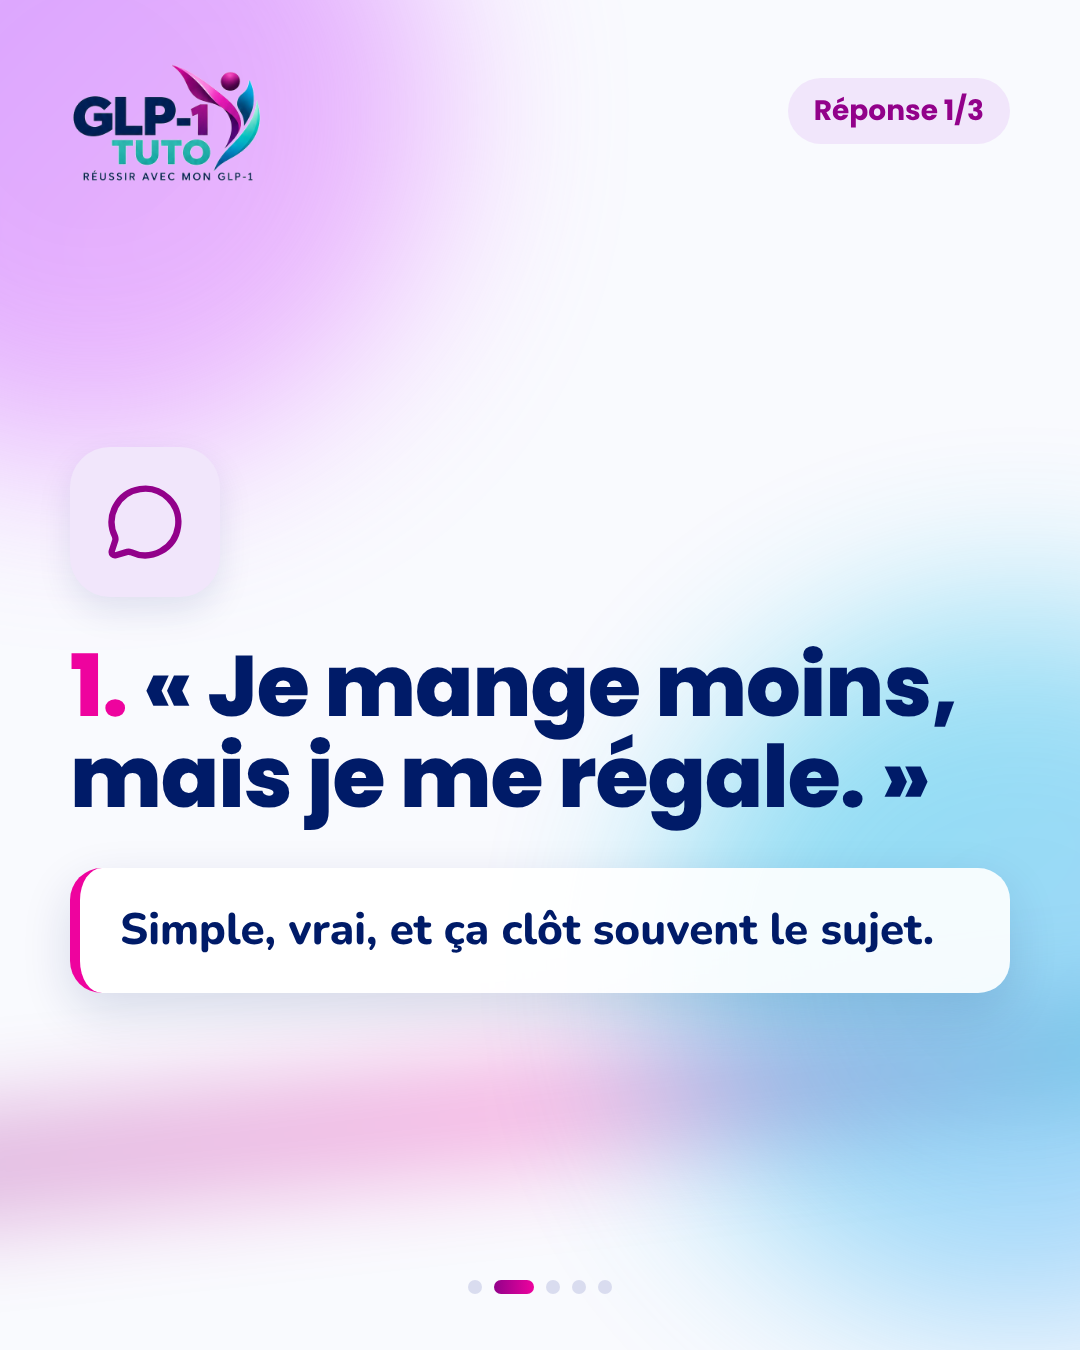 GLP-1
TUTO
RÉUSSIR AVEC MON GLP-1
Réponse 1/3
1. « Je mange moins,
mais je me régale. »
Simple, vrai, et ça clôt souvent le sujet.